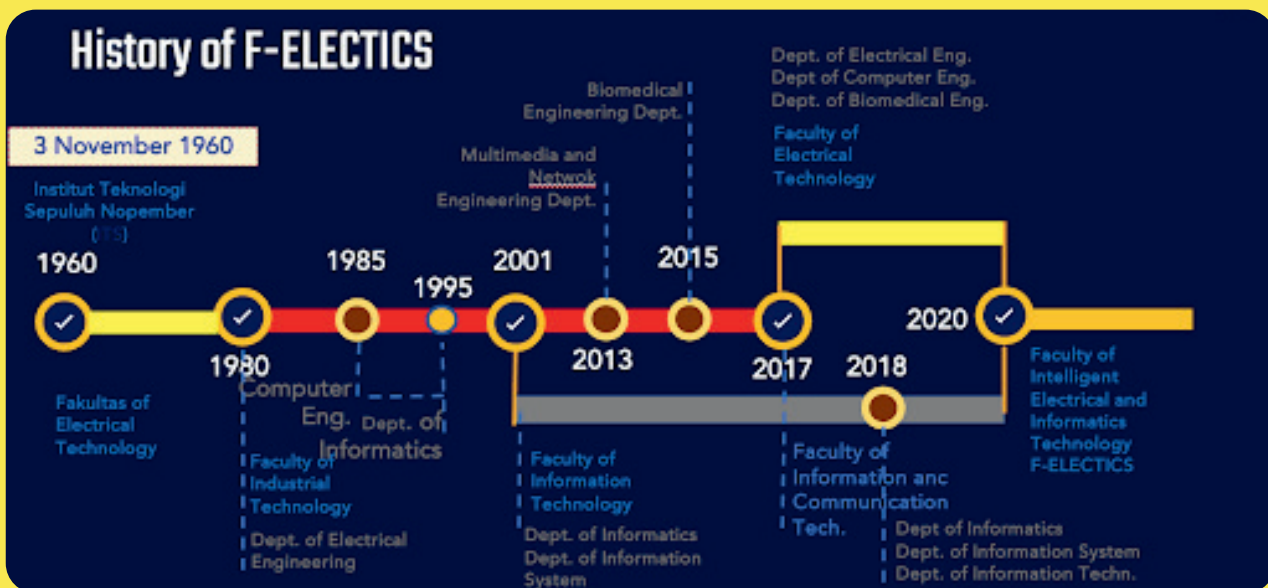 History of F-ELECTICS
3 November 1960
Institut Teknologi
Sepuluh Nopember
(ITS)
1960
Fakultas of
Electrical
Technology
1980
Faculty of
Industrial
Technology
Dept. of Electrical
Engineering
1985
Computer
Eng.
1995
Dept. of
Informatics
2001
Faculty of
Information
Technology
Dept. of Informatics
Dept. of Information
System
Multimedia and
Netwok
Engineering Dept.
2013
Biomedical
Engineering Dept.
2015
Dept. of Electrical Eng.
Dept of Computer Eng.
Dept. of Biomedical Eng.
Faculty of
Electrical
Technology
2017
Faculty of
Information anc
Communication
Tech.
2018
Dept of Informatics
Dept. of Information System
Dept. of Information Techn.
2020
Faculty of
Intelligent
Electrical and
Informatics
Technology
F-ELECTICS